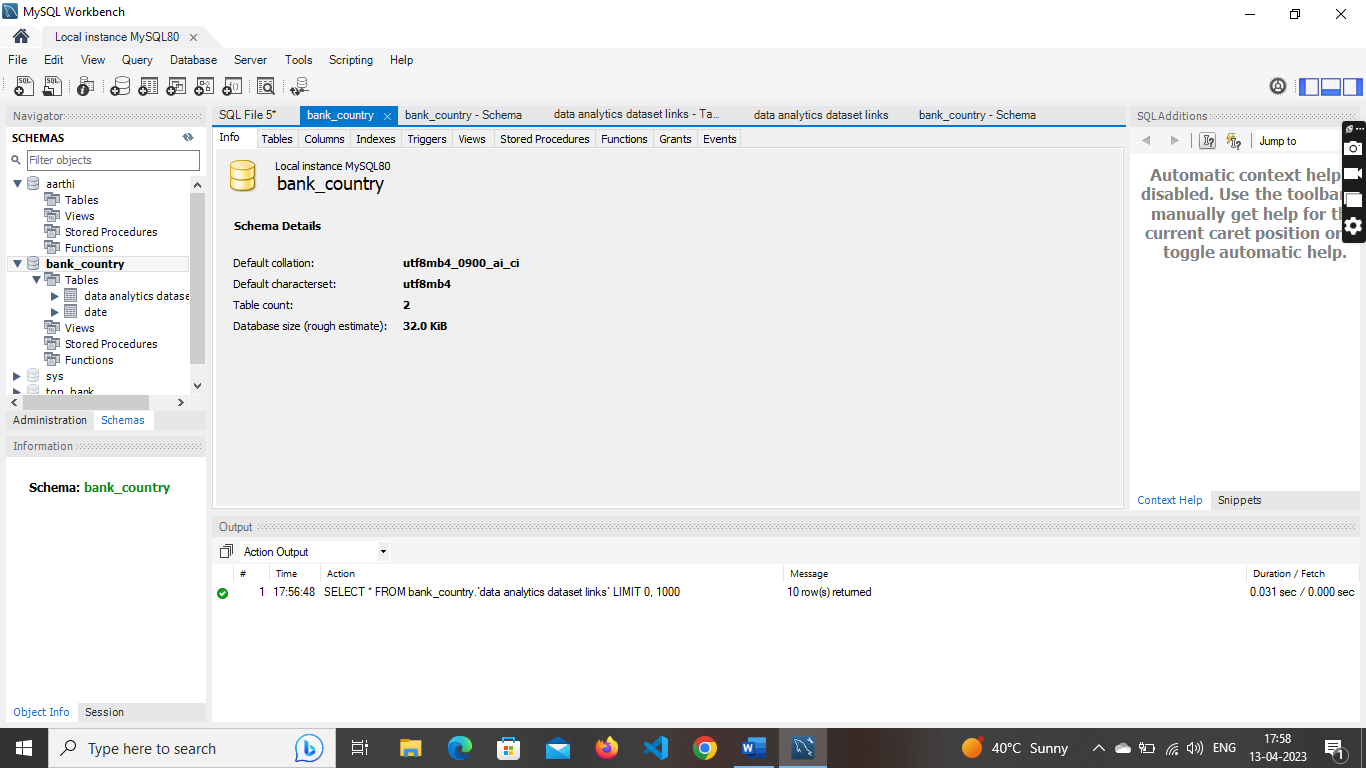 MySQL Workbench
Local instance MySQL80
File Edit View Query Database Server Tools Scripting Help
Navigator
SCHEMAS
Filter objects
aarthi
Tables
Views
Stored Procedures
Functions
bank_country
Tables
data analytics datase
date
Views
Stored Procedures
Functions
sys
top_bank
Administration Schemas
Information
Schema: bank_country
Object Info Session
SQL File 5* bank_country bank_country - Schema data analytics dataset links - Ta... data analytics dataset links bank_country - Schema
Info Tables Columns Indexes Triggers Views Stored Procedures Functions Grants Events
Local instance MySQL80
bank_country
Schema Details
Default collation: utf8mb4_0900_ai_ci
Default characterset: utf8mb4
Table count: 2
Database size (rough estimate): 32.0 KiB
SQLAdditions
Jump to
Automatic context help
disabled. Use the toolba
manually get help for th
current caret position or
toggle automatic help.
Context Help Snippets
Output
Action Output
# Time Action Message Duration / Fetch
1 17:56:48 SELECT * FROM bank_country.`data analytics dataset links` LIMIT 0, 1000 10 row(s) returned 0.031 sec / 0.000 sec
Type here to search
40°C Sunny
ENG
17:58
13-04-2023
1